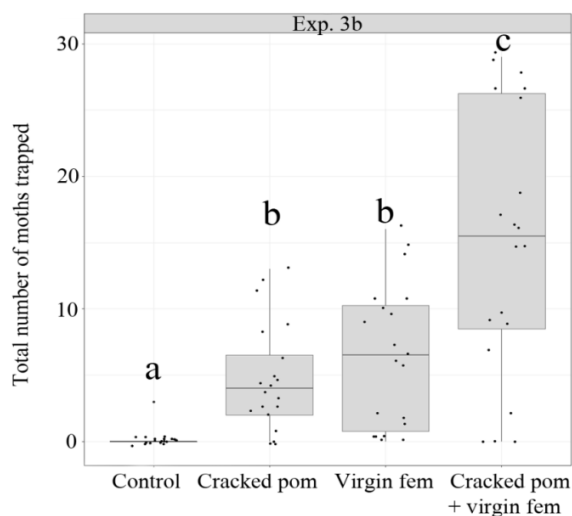 Exp. 3b
Total number of moths trapped
30
20
10
0
a
b
b
c
Control
Cracked pom
Virgin fem
Cracked pom
+ virgin fem